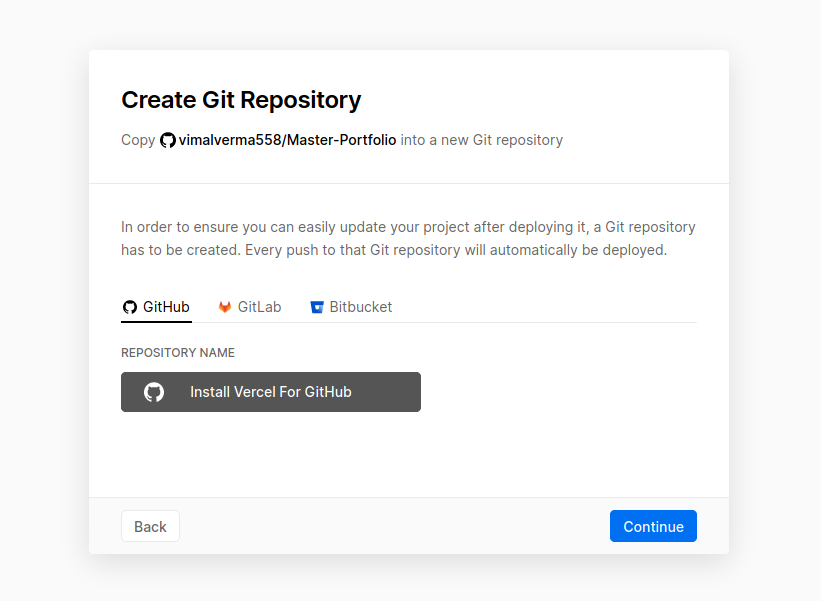 Create Git Repository
Copy vimalverma558/Master-Portfolio into a new Git repository
In order to ensure you can easily update your project after deploying it, a Git repository
has to be created. Every push to that Git repository will automatically be deployed.
GitHub GitLab Bitbucket
REPOSITORY NAME
Install Vercel For GitHub
Back Continue